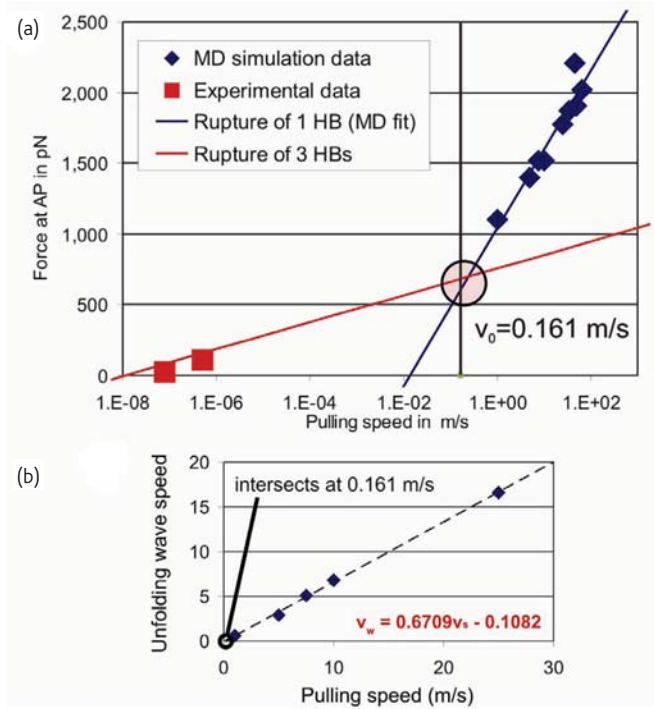 (a)
MD simulation data
Experimental data
Rupture of 1 HB (MD fit)
Rupture of 3 HBs
Force at AP in pN
2,500
2,000
1,500
1,000
500
0
v₀=0.161 m/s
1.E-08 1.E-06 1.E-04 1.E-02 1.E+00 1.E+02
Pulling speed in m/s
(b)
Unfolding wave speed
20
15
10
5
0
intersects at 0.161 m/s
v_w = 0.6709v_s - 0.1082
0 10 20 30
Pulling speed (m/s)